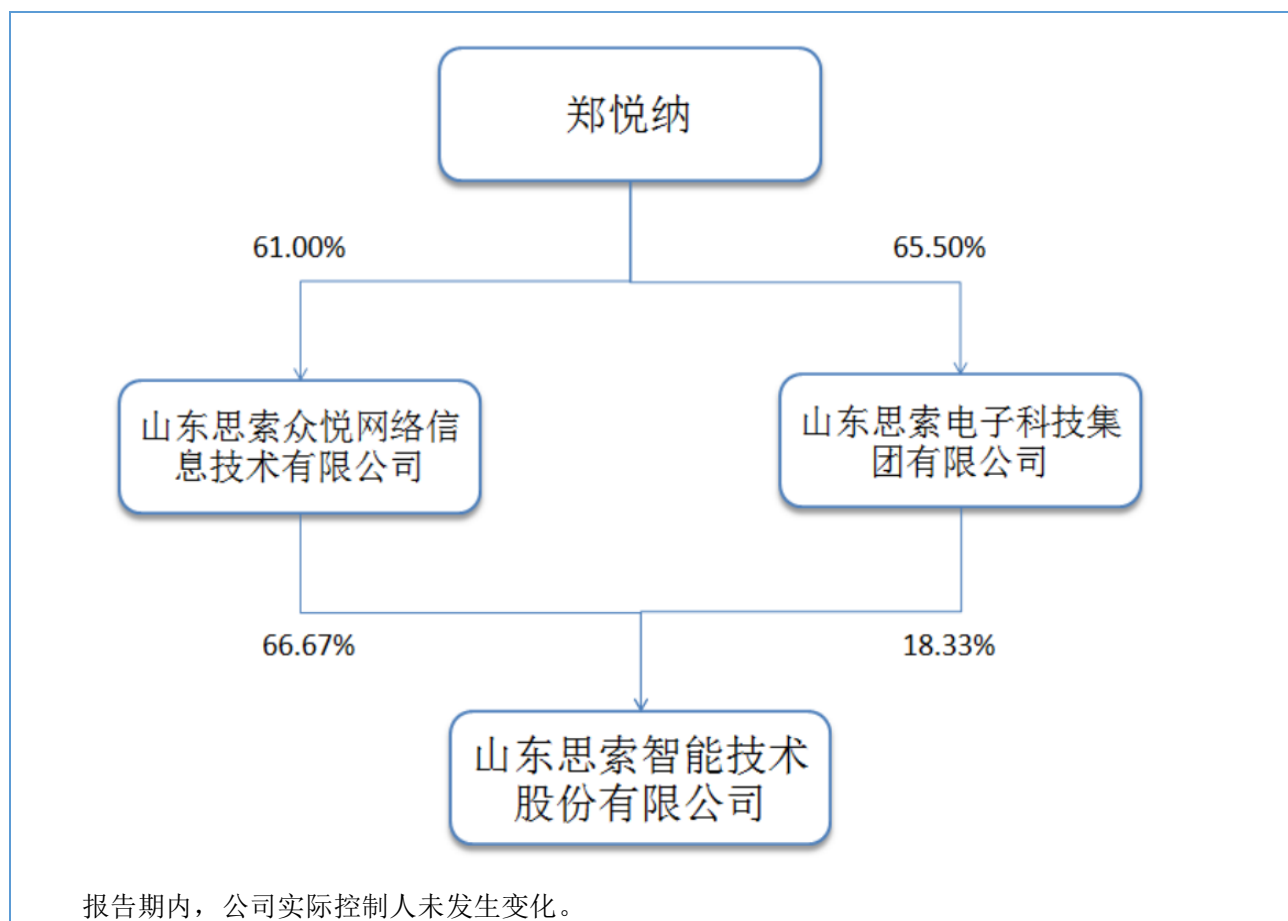 郑悦纳
61.00%
65.50%
山东思索众悦网络信
息技术有限公司
山东思索电子科技集
团有限公司
66.67%
18.33%
山东思索智能技术
股份有限公司
报告期内，公司实际控制人未发生变化。